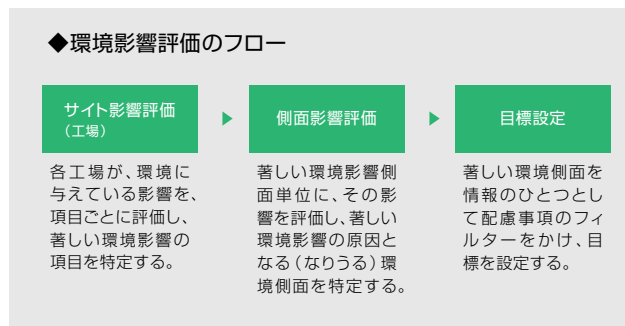 ◆環境影響評価のフロー
サイト影響評価
（工場）
各工場が、環境に
与えている影響を、
項目ごとに評価し、
著しい環境影響の
項目を特定する。
側面影響評価
著しい環境影響側
面単位に、その影
響を評価し、著しい
環境影響の原因と
なる（なりうる）環
境側面を特定する。
目標設定
著しい環境側面を
情報のひとつとし
て配慮事項のフィ
ルターをかけ、目
標を設定する。